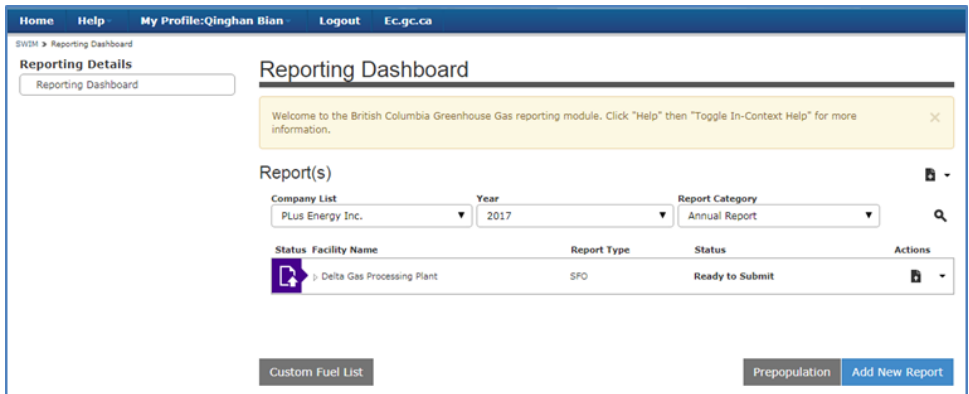 Home Help My Profile:Qinghan Bian Logout Ec.gc.ca
SWIM » Reporting Dashboard
Reporting Details
Reporting Dashboard
Reporting Dashboard
Welcome to the British Columbia Greenhouse Gas reporting module. Click "Help" then "Toggle In-Context Help" for more
information.
Report(s)
Company List Year Report Category
PLus Energy Inc. 2017 Annual Report
Status Facility Name Report Type Status Actions
Delta Gas Processing Plant SFO Ready to Submit
Custom Fuel List Prepopulation Add New Report